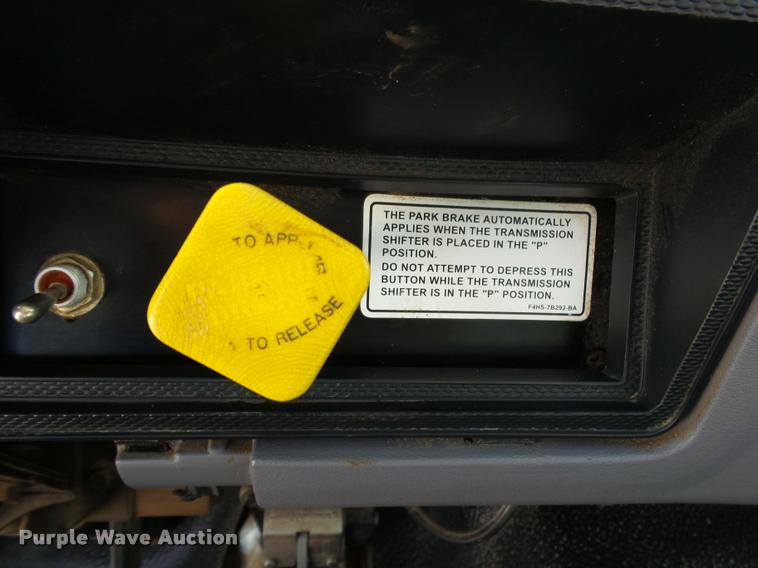 TO APPLY
TO RELEASE
THE PARK BRAKE AUTOMATICALLY
APPLIES WHEN THE TRANSMISSION
SHIFTER IS PLACED IN THE "P"
POSITION.
DO NOT ATTEMPT TO DEPRESS THIS
BUTTON WHILE THE TRANSMISSION
SHIFTER IS IN THE "P" POSITION.
F4HS-7B292-BA
Purple Wave Auction